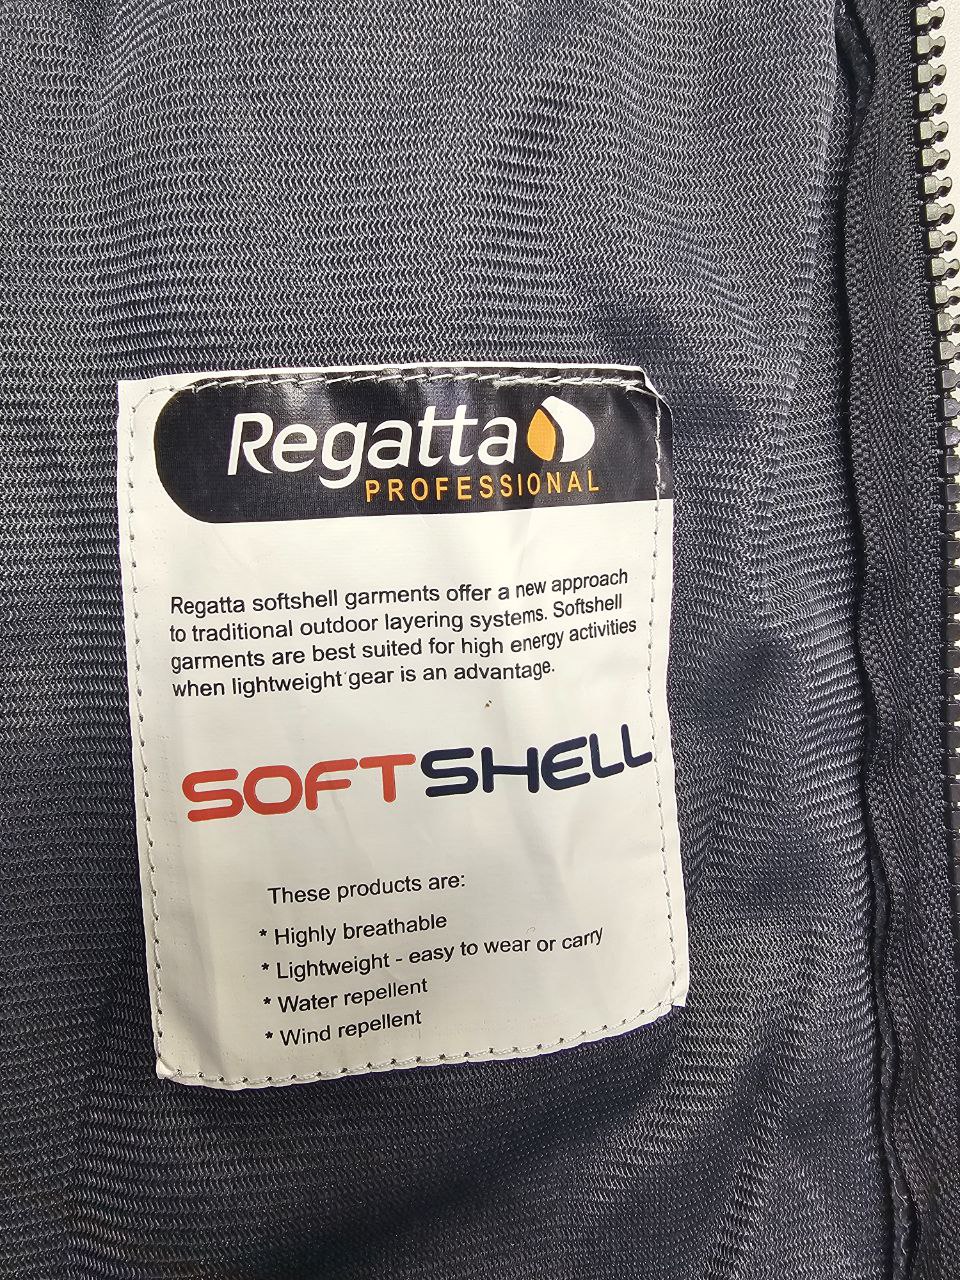 Regatta
PROFESSIONAL
Regatta softshell garments offer a new approach
to traditional outdoor layering systems. Softshell
garments are best suited for high energy activities
when lightweight gear is an advantage.
SOFTSHELL
These products are:
* Highly breathable
* Lightweight - easy to wear or carry
* Water repellent
* Wind repellent